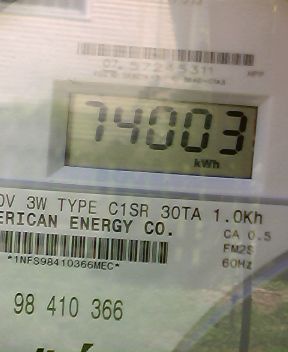 74003
kWh
0V 3W TYPE C1SR 30TA 1.0Kh
ERICAN ENERGY CO.
CA 0.5
FM2S
*1NFS98410366MEC*
60Hz
98 410 366